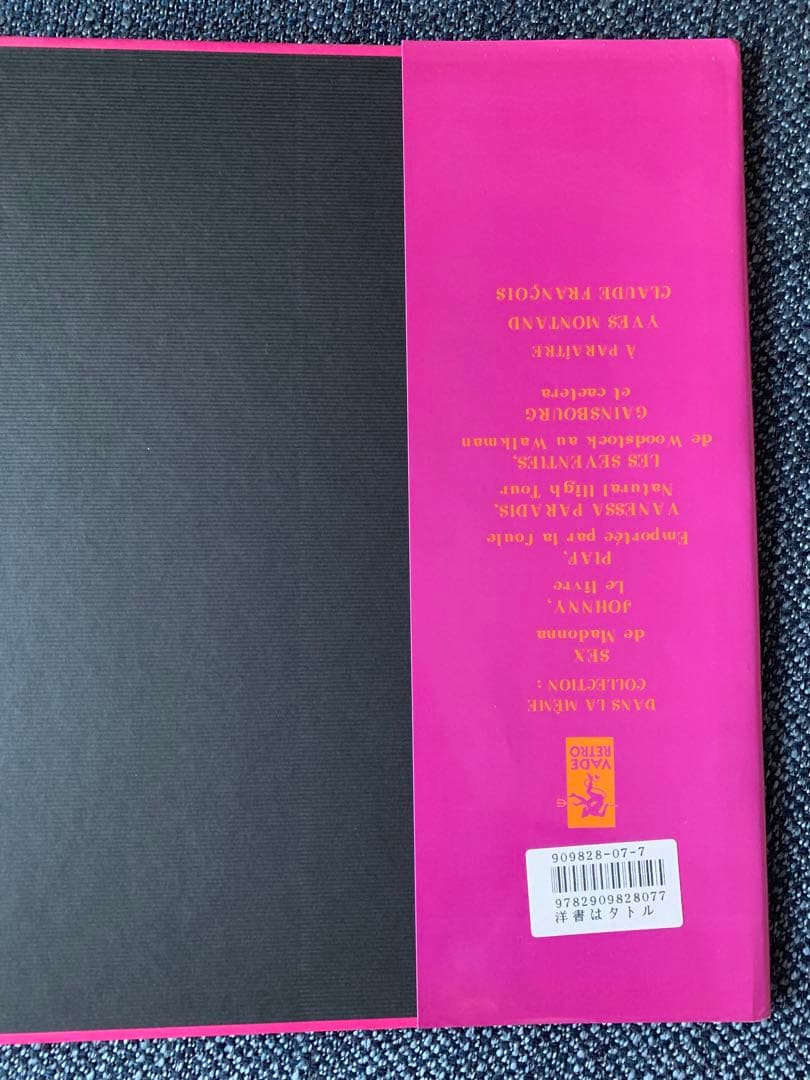 VADE
RETRO
DANS LA MÊME
COLLECTION :
SEX
de Madonna
JOHNNY,
Le livre
PIAF,
Emportée par la foule
VANESSA PARADIS,
Natural High Tour
LES SEVENTIES,
de Woodstock au Walkman
GAINSBOURG
et caetera
À PARAÎTRE
YVES MONTAND
CLAUDE FRANÇOIS
909828-07-7
9782909828077
洋書はタトル